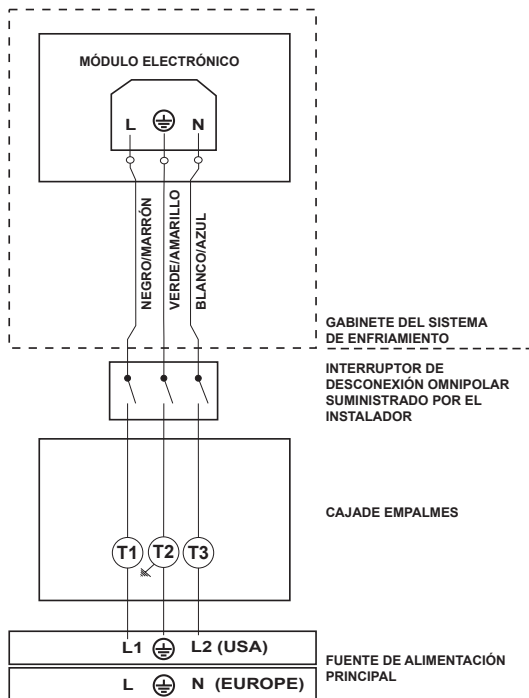 MÓDULO ELECTRÓNICO
L N
NEGRO/MARRÓN
VERDE/AMARILLO
BLANCO/AZUL
GABINETE DEL SISTEMA
DE ENFRIAMIENTO
INTERRUPTOR DE
DESCONEXIÓN OMNIPOLAR
SUMINISTRADO POR EL
INSTALADOR
CAJADE EMPALMES
T1 T2 T3
L1 L2 (USA)
L N (EUROPE)
FUENTE DE ALIMENTACIÓN
PRINCIPAL